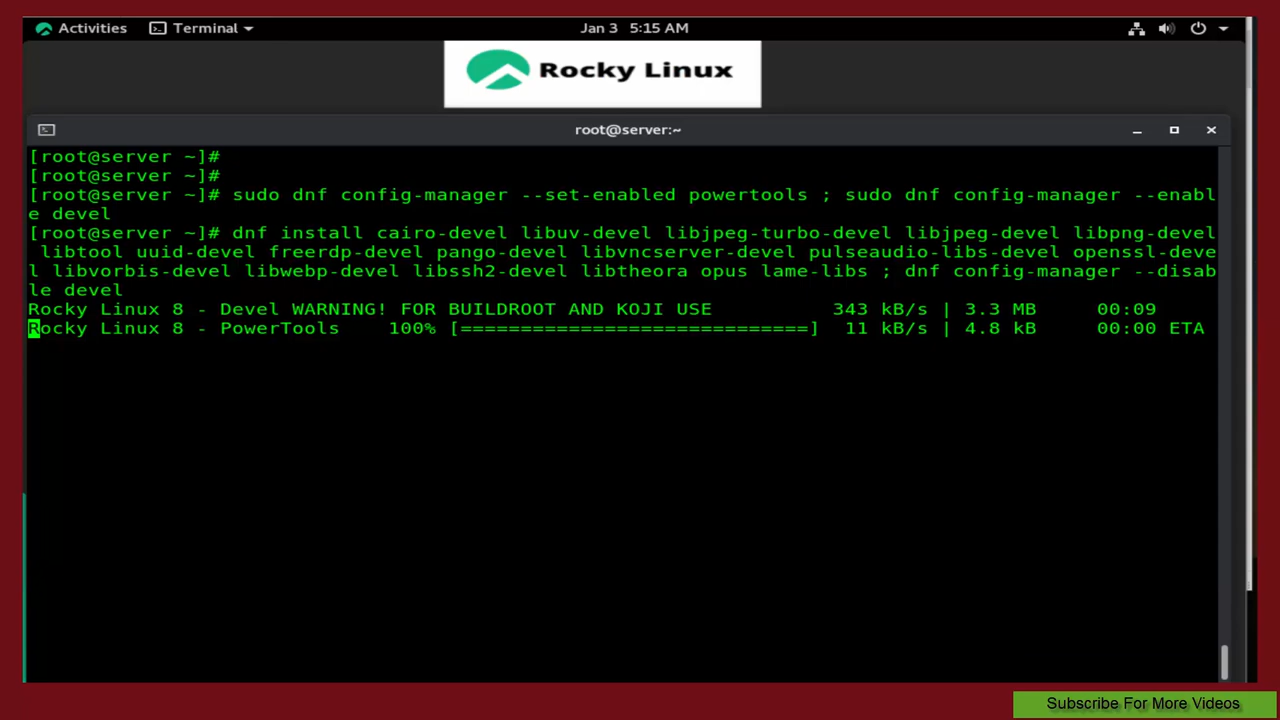 Activities Terminal Jan 3 5:15 AM
Rocky Linux
root@server:~
[root@server ~]#
[root@server ~]#
[root@server ~]# sudo dnf config-manager --set-enabled powertools ; sudo dnf config-manager --enabl
e devel
[root@server ~]# dnf install cairo-devel libuv-devel libjpeg-turbo-devel libjpeg-devel libpng-devel
libtool uuid-devel freerdp-devel pango-devel libvncserver-devel pulseaudio-libs-devel openssl-deve
l libvorbis-devel libwebp-devel libssh2-devel libtheora opus lame-libs ; dnf config-manager --disab
le devel
Rocky Linux 8 - Devel WARNING! FOR BUILDROOT AND KOJI USE 343 kB/s | 3.3 MB 00:09
Rocky Linux 8 - PowerTools 100% [=============================] 11 kB/s | 4.8 kB 00:00 ETA
Subscribe For More Videos